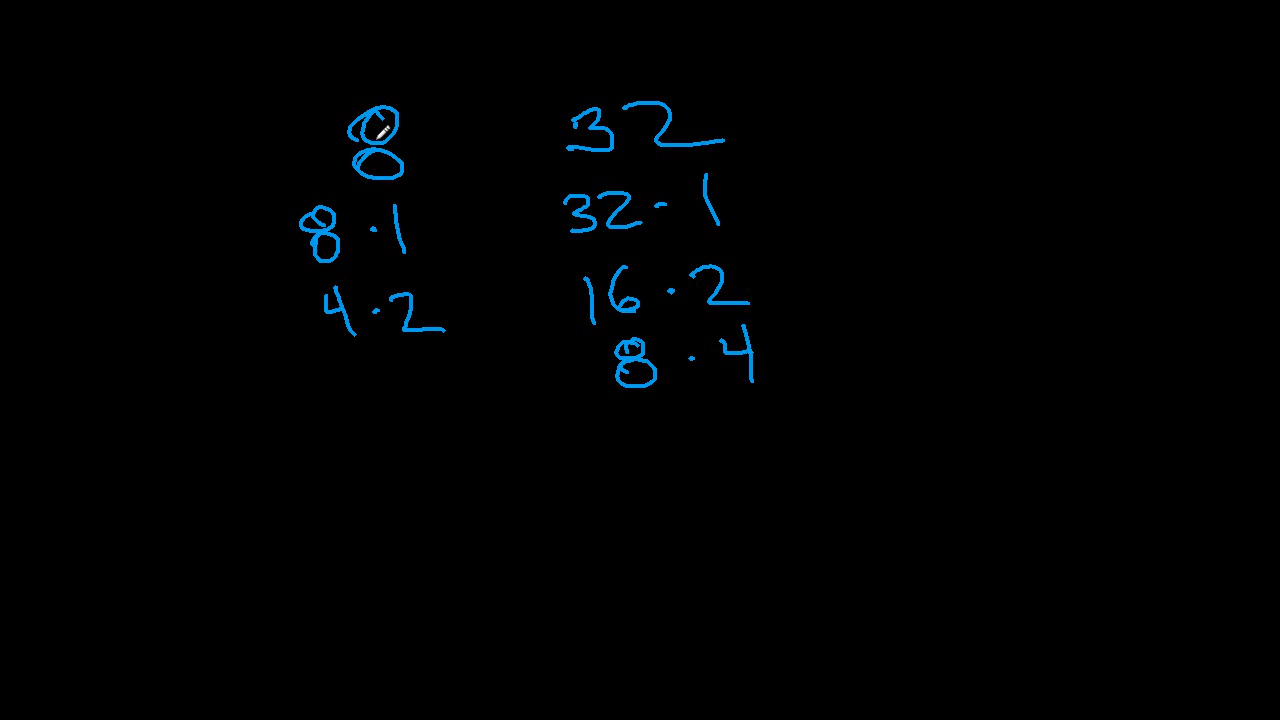 8 32
8 · 1 32 · 1
4 · 2 16 · 2
8 · 4